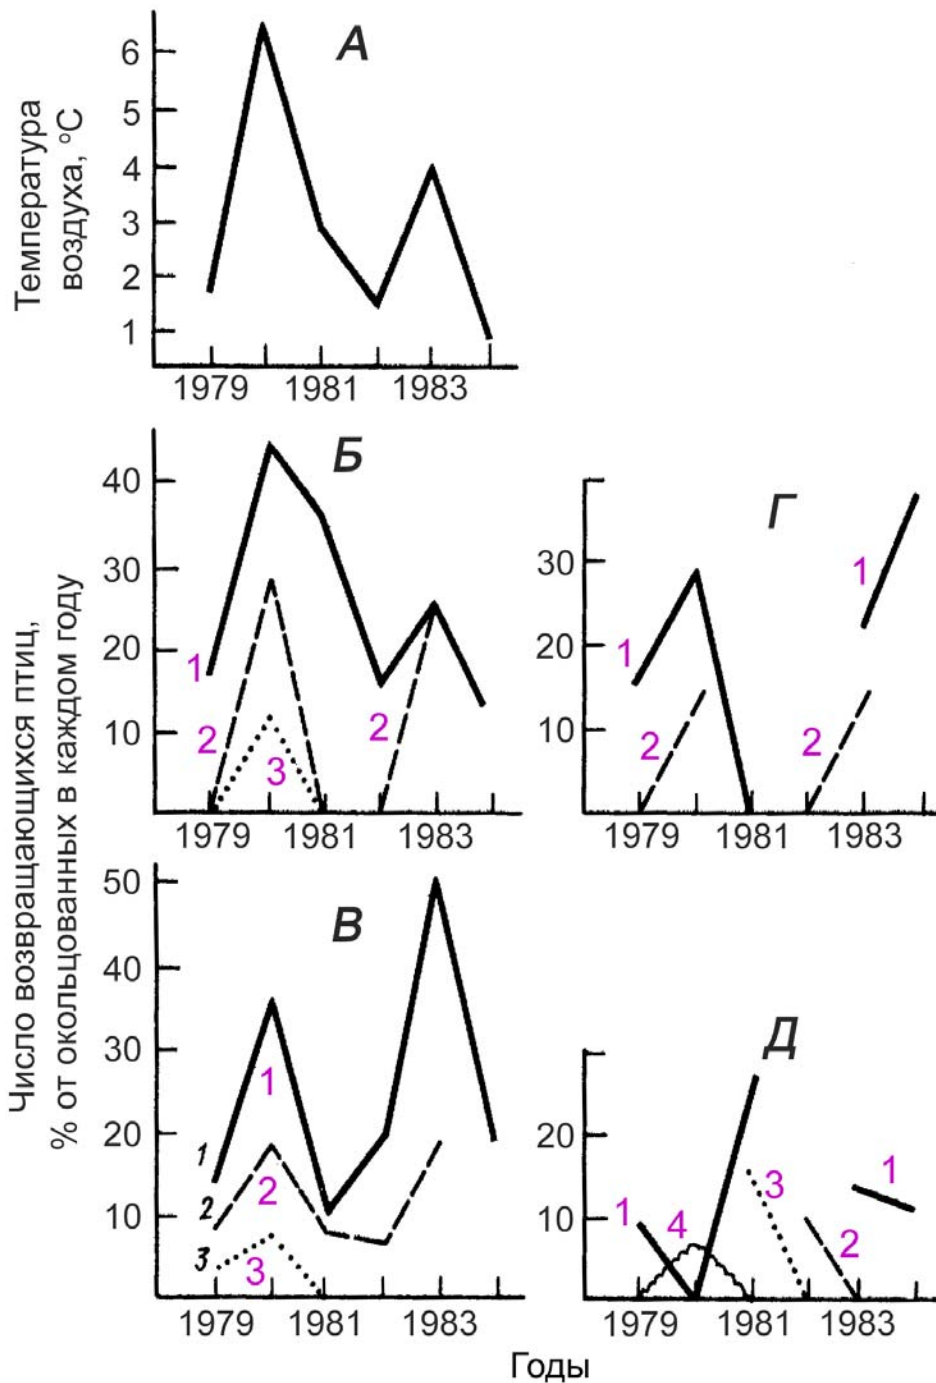 А
Температура
воздуха, °С
6
5
4
3
2
1
1979 1981 1983
Число возвращающихся птиц,
% от окольцованных в каждом году
Б
40
30
20
10
1
2
3
2
1979 1981 1983
Г
30
20
10
1
2
2
1
1979 1981 1983
В
50
40
30
20
10
1
2
3
1
2
3
1979 1981 1983
Д
20
10
1
4
3
2
1
1979 1981 1983
Годы